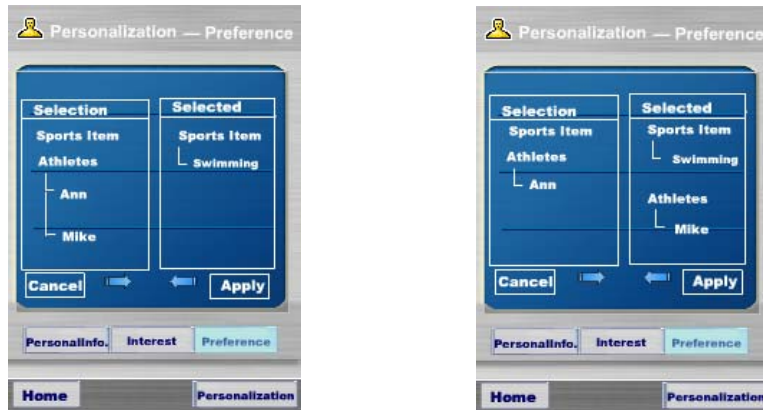 Personalization — Preference
Selection Selected
Sports Item Sports Item
Athletes Swimming
Ann
Mike
Cancel Apply
PersonalInfo. Interest Preference
Home Personalization
Personalization — Preference
Selection Selected
Sports Item Sports Item
Athletes Swimming
Ann
Athletes
Mike
Cancel Apply
PersonalInfo. Interest Preference
Home Personalization